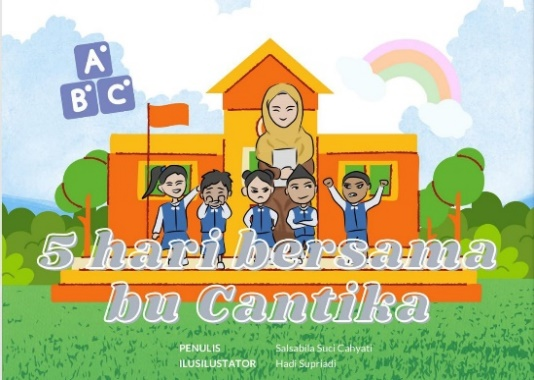 A
B C
5 hari bersama
bu Cantika
PENULIS Salsabila Suci Cahyati
ILUSILUSTATOR Hadi Supriadi